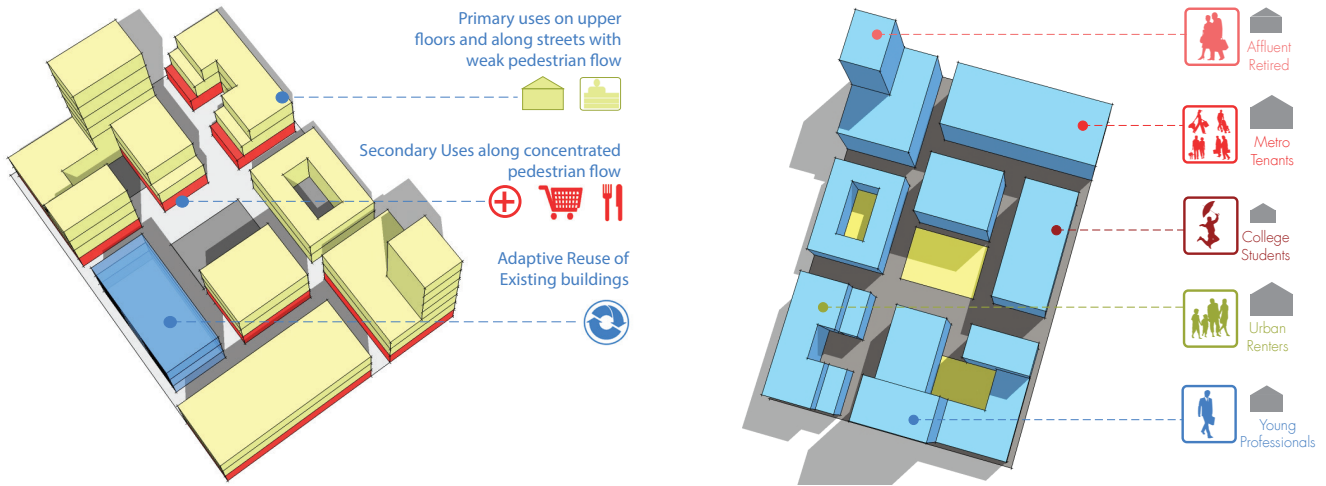 Primary uses on upper
floors and along streets with
weak pedestrian flow
Secondary Uses along concentrated
pedestrian flow
Adaptive Reuse of
Existing buildings
Affluent
Retired
Metro
Tenants
College
Students
Urban
Renters
Young
Professionals